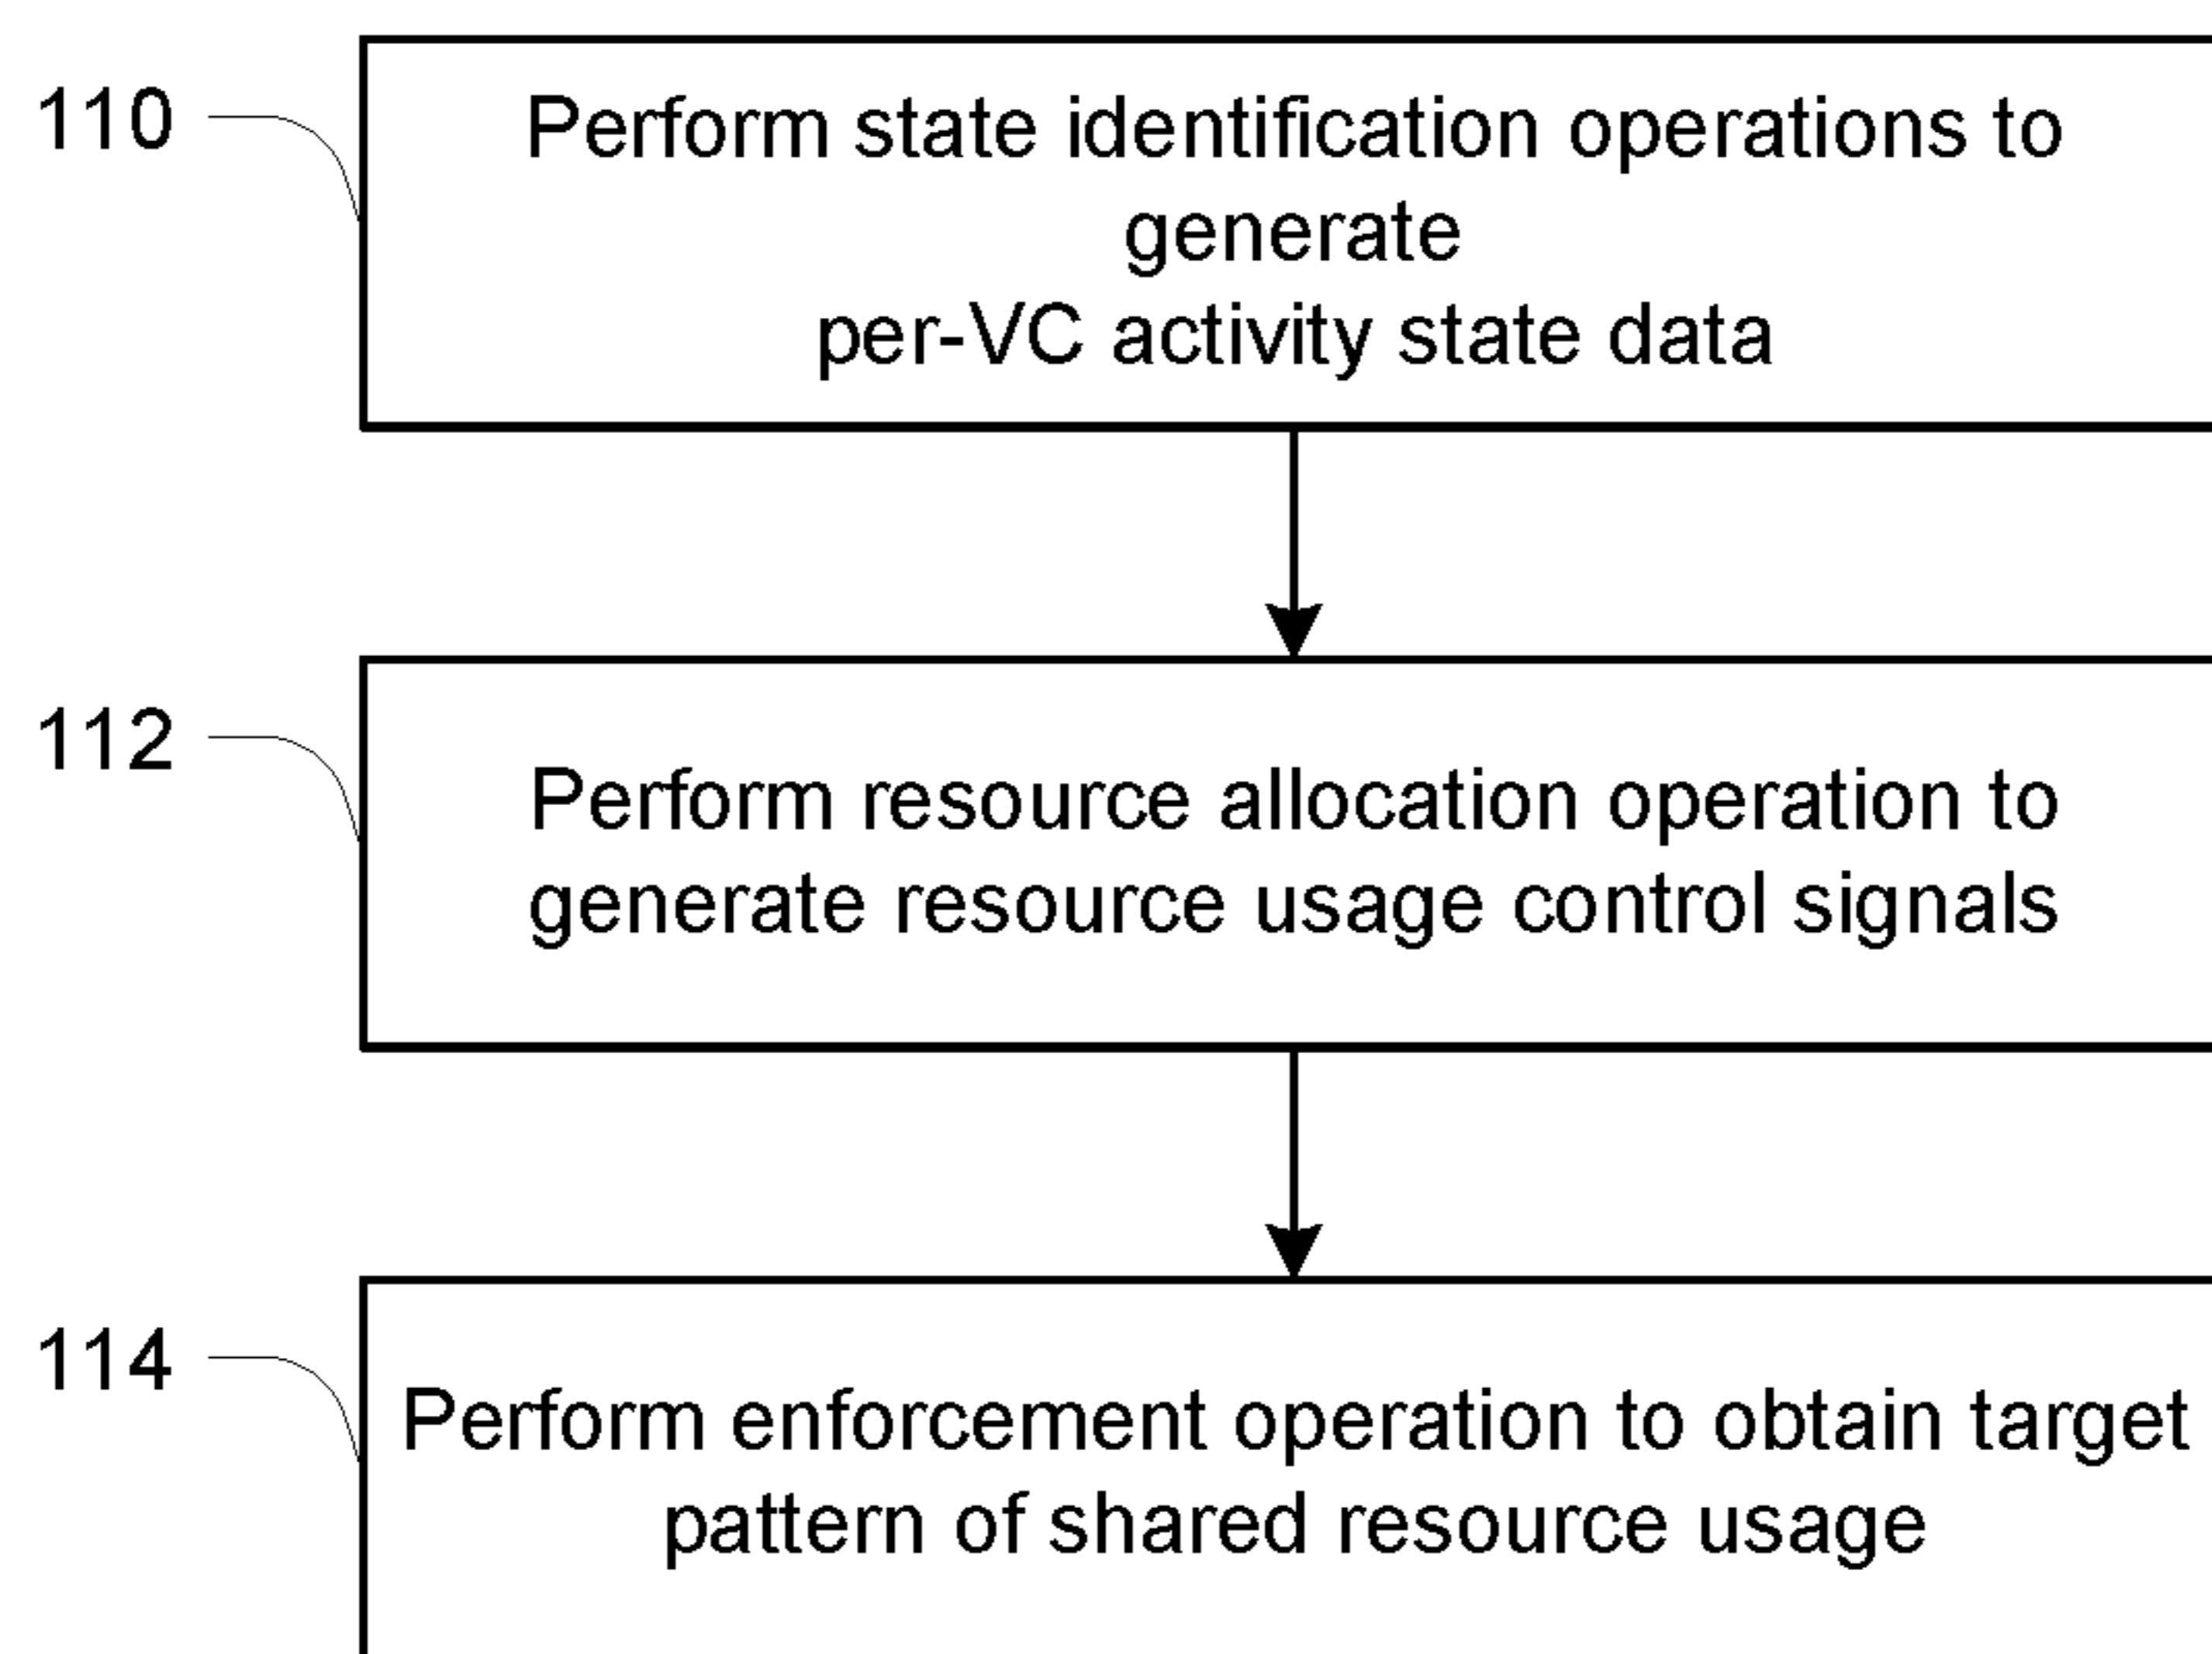 110
Perform state identification operations to
generate
per-VC activity state data
112
Perform resource allocation operation to
generate resource usage control signals
114
Perform enforcement operation to obtain target
pattern of shared resource usage